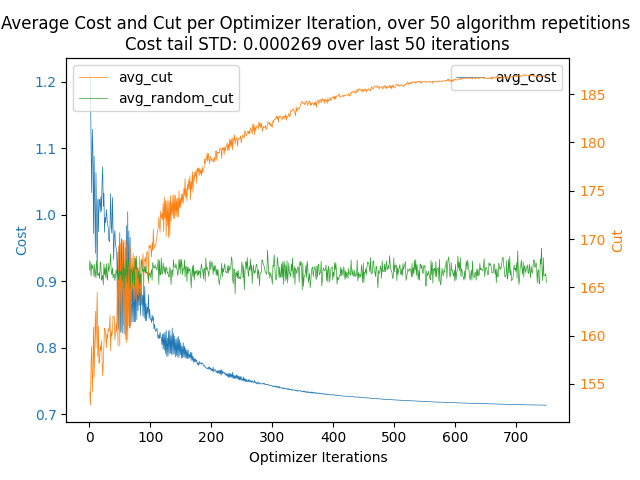 Average Cost and Cut per Optimizer Iteration, over 50 algorithm repetitions
Cost tail STD: 0.000269 over last 50 iterations
avg_cut
avg_random_cut
avg_cost
1.2
1.1
1.0
0.9
0.8
0.7
Cost
185
180
175
170
165
160
155
Cut
0 100 200 300 400 500 600 700
Optimizer Iterations